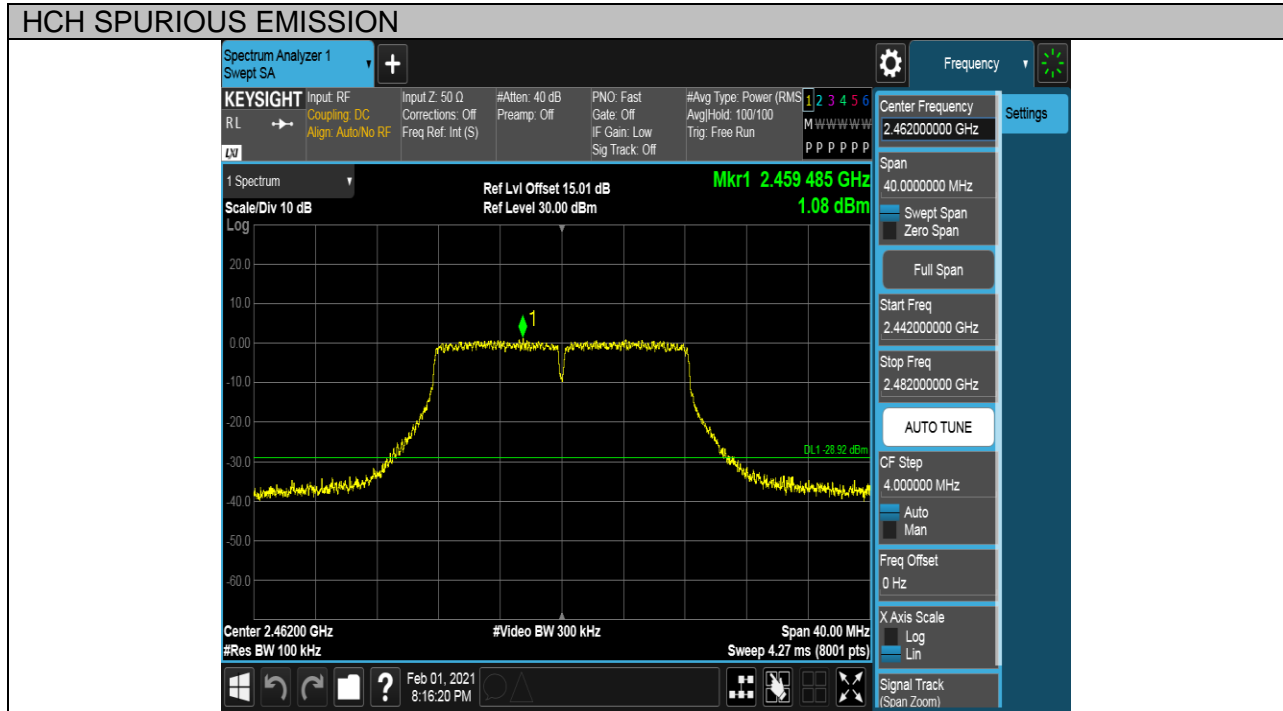 HCH SPURIOUS EMISSION
Spectrum Analyzer 1
Swept SA
+
Frequency
KEYSIGHT
RL
LXI
Input: RF
Coupling: DC
Align: Auto/No RF
Input Z: 50 Ω
Corrections: Off
Freq Ref: Int (S)
#Atten: 40 dB
Preamp: Off
PNO: Fast
Gate: Off
IF Gain: Low
Sig Track: Off
#Avg Type: Power (RMS
Avg|Hold: 100/100
Trig: Free Run
1 2 3 4 5 6
M W W W W W
P P P P P P
1 Spectrum
Scale/Div 10 dB
Ref Lvl Offset 15.01 dB
Ref Level 30.00 dBm
Mkr1 2.459 485 GHz
1.08 dBm
Log
20.0
10.0
0.00
-10.0
-20.0
-30.0
-40.0
-50.0
-60.0
1
DL1 -28.92 dBm
Center 2.46200 GHz
#Res BW 100 kHz
#Video BW 300 kHz
Span 40.00 MHz
Sweep 4.27 ms (8001 pts)
Center Frequency
2.462000000 GHz
Settings
Span
40.0000000 MHz
Swept Span
Zero Span
Full Span
Start Freq
2.442000000 GHz
Stop Freq
2.482000000 GHz
AUTO TUNE
CF Step
4.000000 MHz
Auto
Man
Freq Offset
0 Hz
X Axis Scale
Log
Lin
Signal Track
(Span Zoom)
?
Feb 01, 2021
8:16:20 PM